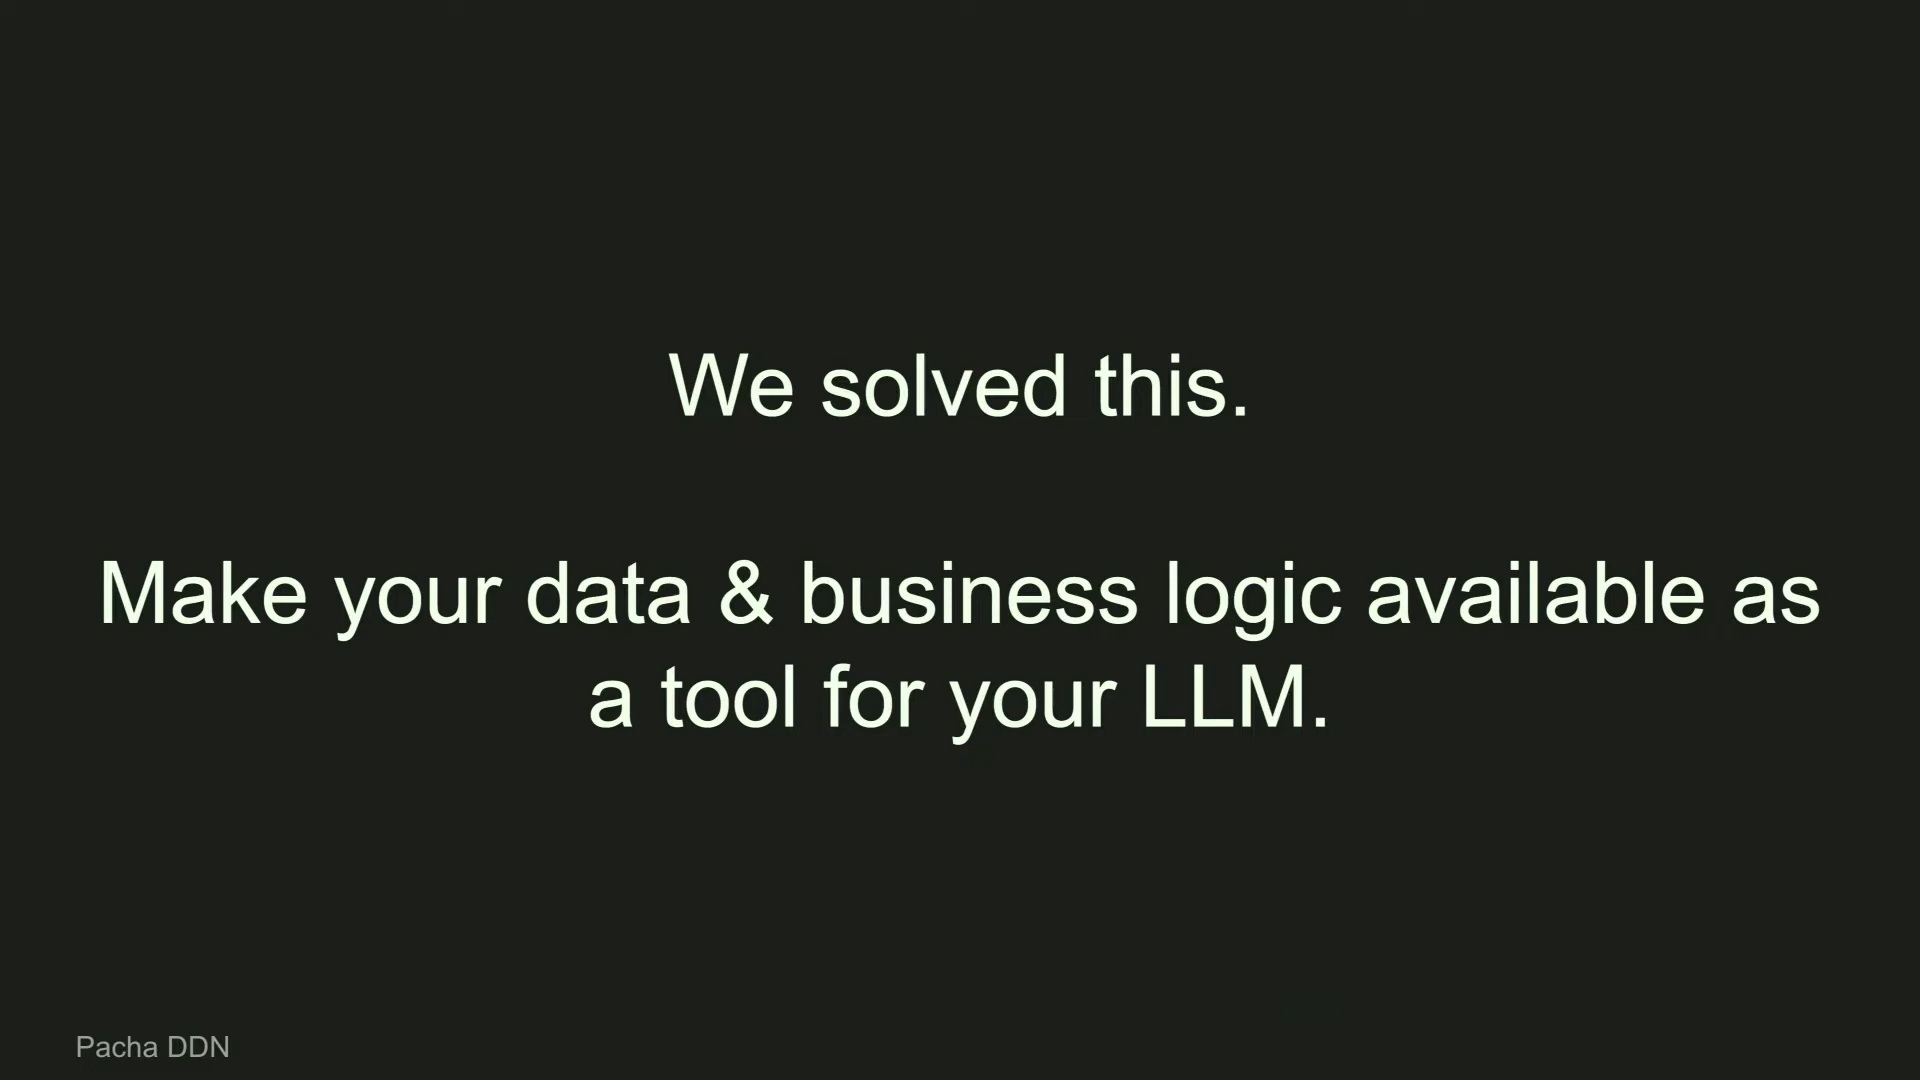 We solved this.
Make your data & business logic available as
a tool for your LLM.
Pacha DDN